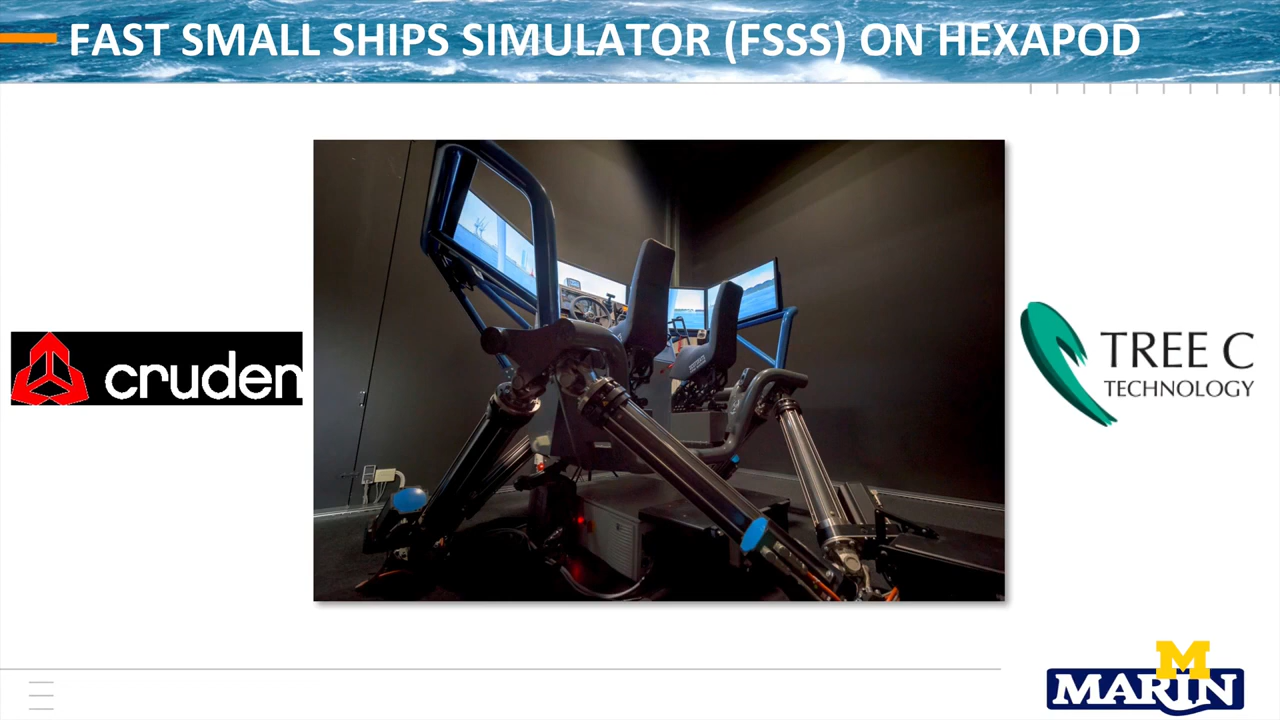 FAST SMALL SHIPS SIMULATOR (FSSS) ON HEXAPOD
cruden
TREE C
TECHNOLOGY
M
MARIN